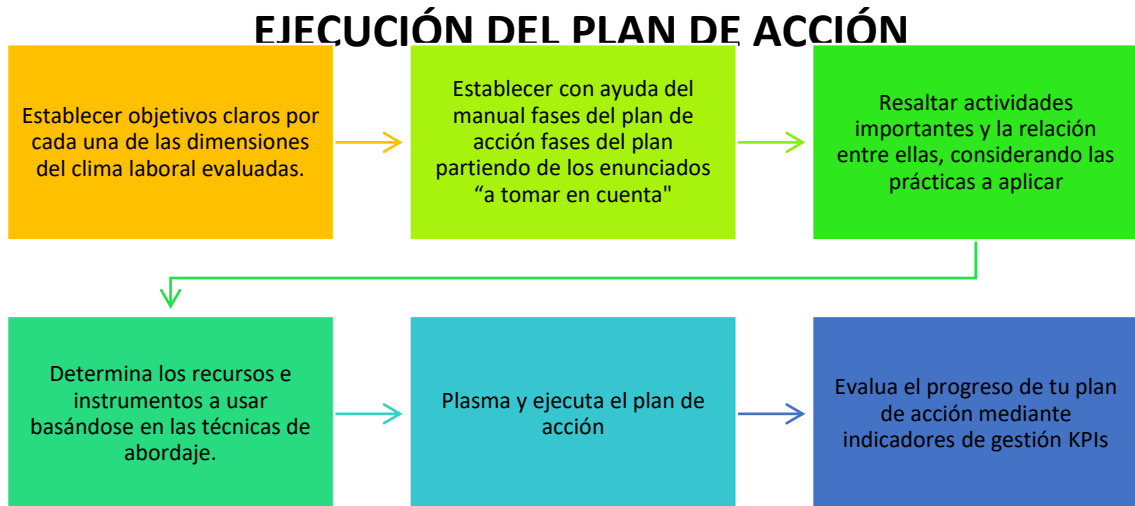 EJECUCIÓN DEL PLAN DE ACCIÓN
Establecer objetivos claros por
cada una de las dimensiones
del clima laboral evaluadas.
Establecer con ayuda del
manual fases del plan de
acción fases del plan
partiendo de los enunciados
“a tomar en cuenta"
Resaltar actividades
importantes y la relación
entre ellas, considerando las
prácticas a aplicar
Determina los recursos e
instrumentos a usar
basándose en las técnicas de
abordaje.
Plasma y ejecuta el plan de
acción
Evalua el progreso de tu plan
de acción mediante
indicadores de gestión KPIs